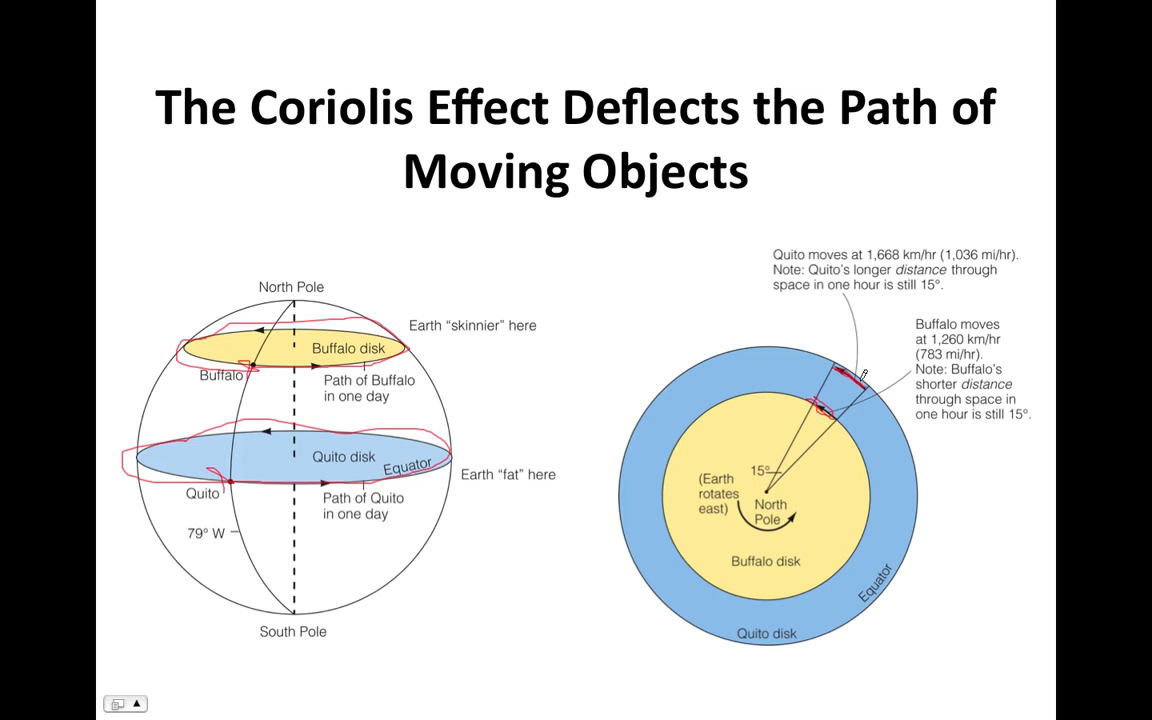 The Coriolis Effect Deflects the Path of
Moving Objects
North Pole
Earth “skinnier” here
Buffalo disk
Buffalo
Path of Buffalo
in one day
Quito disk
Equator
Earth “fat” here
Quito
Path of Quito
in one day
79° W
South Pole
Quito moves at 1,668 km/hr (1,036 mi/hr).
Note: Quito’s longer distance through
space in one hour is still 15°.
Buffalo moves
at 1,260 km/hr
(783 mi/hr).
Note: Buffalo’s
shorter distance
through space in
one hour is still 15°.
15°
(Earth
rotates
east)
North
Pole
Buffalo disk
Equator
Quito disk